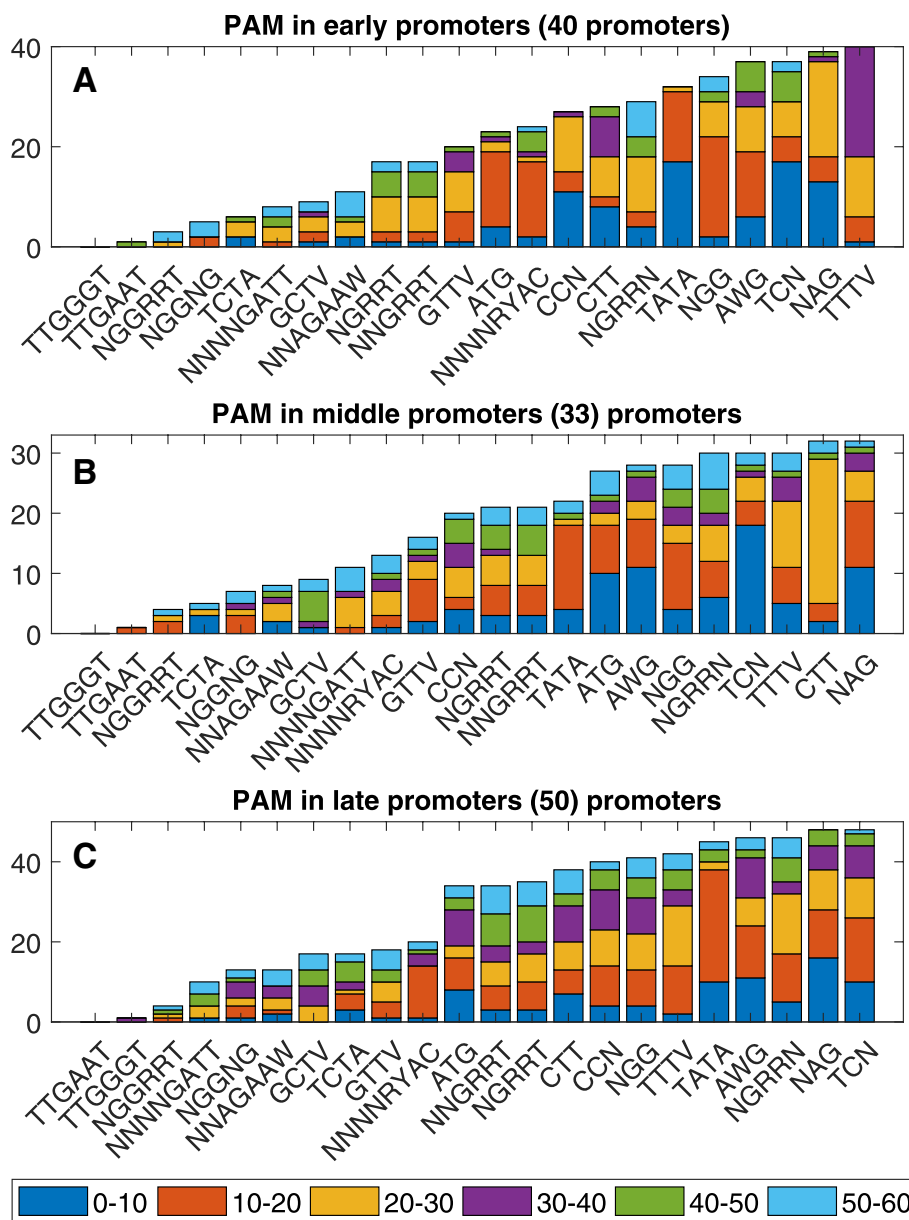 PAM in early promoters (40 promoters)
A
40
20
0
TTGGGT TTGAAT NGGRRT NGGNG TCTA NNNNGATT GCTV NNAGAAW NGRRT NNGRRT GTTV ATG NNNNRYAC CCN CTT NGRRN TATA NGG AWG TCN NAG TTTV
PAM in middle promoters (33) promoters
B
30
20
10
0
TTGGGT TTGAAT NGGRRT TCTA NGGNG NNAGAAW GCTV NNNNGATT NNNNRYAC GTTV CCN NGRRT NNGRRT TATA ATG AWG NGG NGRRN TCN TTTV CTT NAG
PAM in late promoters (50) promoters
C
40
20
0
TTGAAT TTGGGT NGGRRT NNNNGATT NGGNG NNAGAAW GCTV TCTA GTTV NNNNRYAC ATG NNGRRT NGRRT CTT CCN NGG TTTV TATA AWG NGRRN NAG TCN
0-10 10-20 20-30 30-40 40-50 50-60